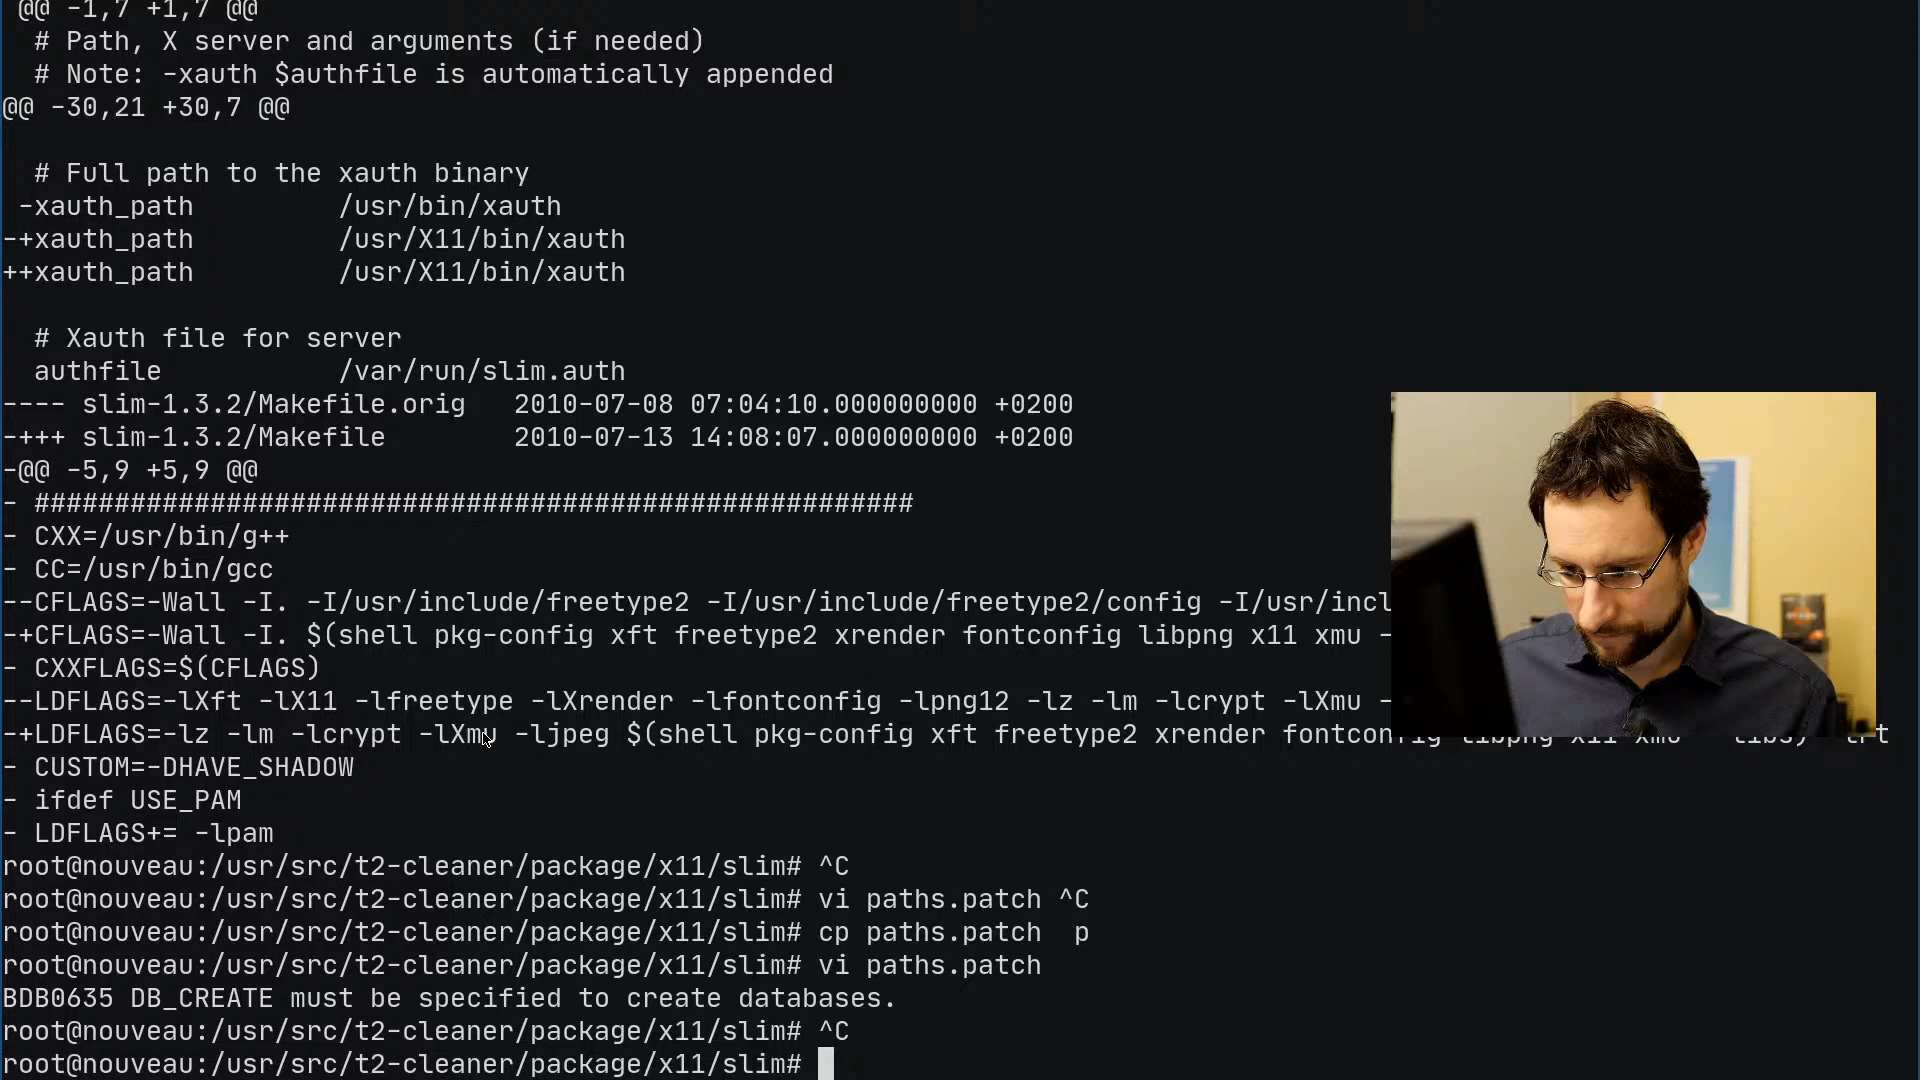 @@ -1,7 +1,7 @@
# Path, X server and arguments (if needed)
# Note: -xauth $authfile is automatically appended
@@ -30,21 +30,7 @@
# Full path to the xauth binary
-xauth_path /usr/bin/xauth
-+xauth_path /usr/X11/bin/xauth
++xauth_path /usr/X11/bin/xauth
# Xauth file for server
authfile /var/run/slim.auth
---- slim-1.3.2/Makefile.orig 2010-07-08 07:04:10.000000000 +0200
-+++ slim-1.3.2/Makefile 2010-07-13 14:08:07.000000000 +0200
-@@ -5,9 +5,9 @@
- #######################################################
- CXX=/usr/bin/g++
- CC=/usr/bin/gcc
--CFLAGS=-Wall -I. -I/usr/include/freetype2 -I/usr/include/freetype2/config -I/usr/incl
-+CFLAGS=-Wall -I. $(shell pkg-config xft freetype2 xrender fontconfig libpng x11 xmu -
- CXXFLAGS=$(CFLAGS)
--LDFLAGS=-lXft -lX11 -lfreetype -lXrender -lfontconfig -lpng12 -lz -lm -lcrypt -lXmu -
-+LDFLAGS=-lz -lm -lcrypt -lXmu -ljpeg $(shell pkg-config xft freetype2 xrender fontconfig libpng x11 xmu --libs) -lrt
- CUSTOM=-DHAVE_SHADOW
- ifdef USE_PAM
- LDFLAGS+= -lpam
root@nouveau:/usr/src/t2-cleaner/package/x11/slim# ^C
root@nouveau:/usr/src/t2-cleaner/package/x11/slim# vi paths.patch ^C
root@nouveau:/usr/src/t2-cleaner/package/x11/slim# cp paths.patch  p
root@nouveau:/usr/src/t2-cleaner/package/x11/slim# vi paths.patch
BDB0635 DB_CREATE must be specified to create databases.
root@nouveau:/usr/src/t2-cleaner/package/x11/slim# ^C
root@nouveau:/usr/src/t2-cleaner/package/x11/slim#